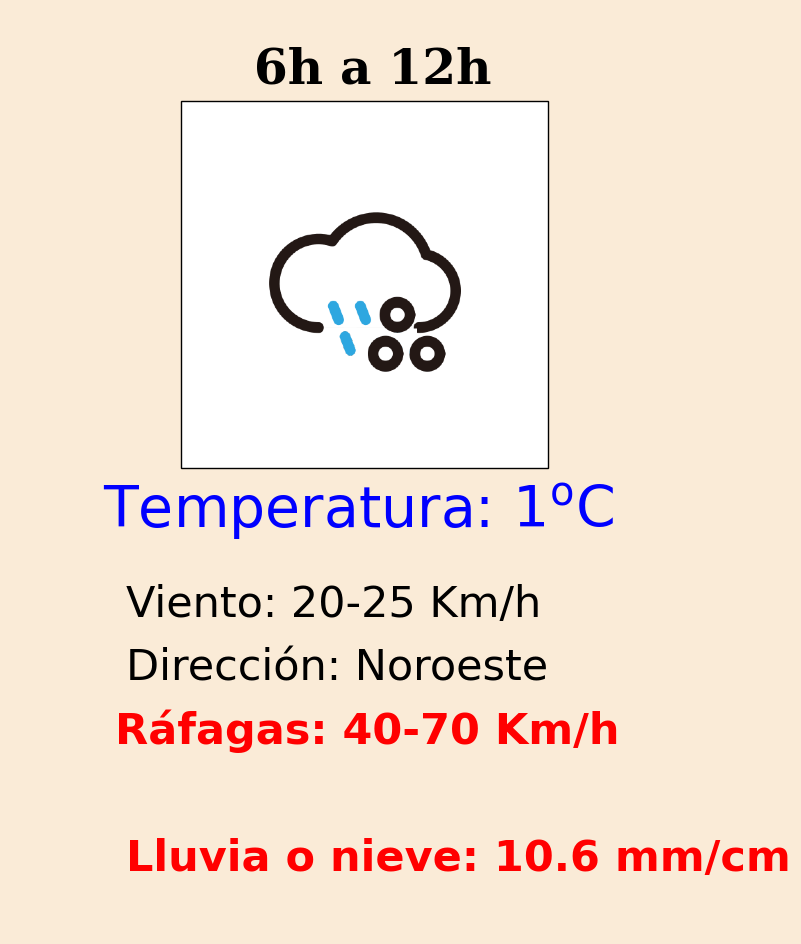 6h a 12h
Temperatura: 1ºC
Viento: 20-25 Km/h
Dirección: Noroeste
Ráfagas: 40-70 Km/h
Lluvia o nieve: 10.6 mm/cm